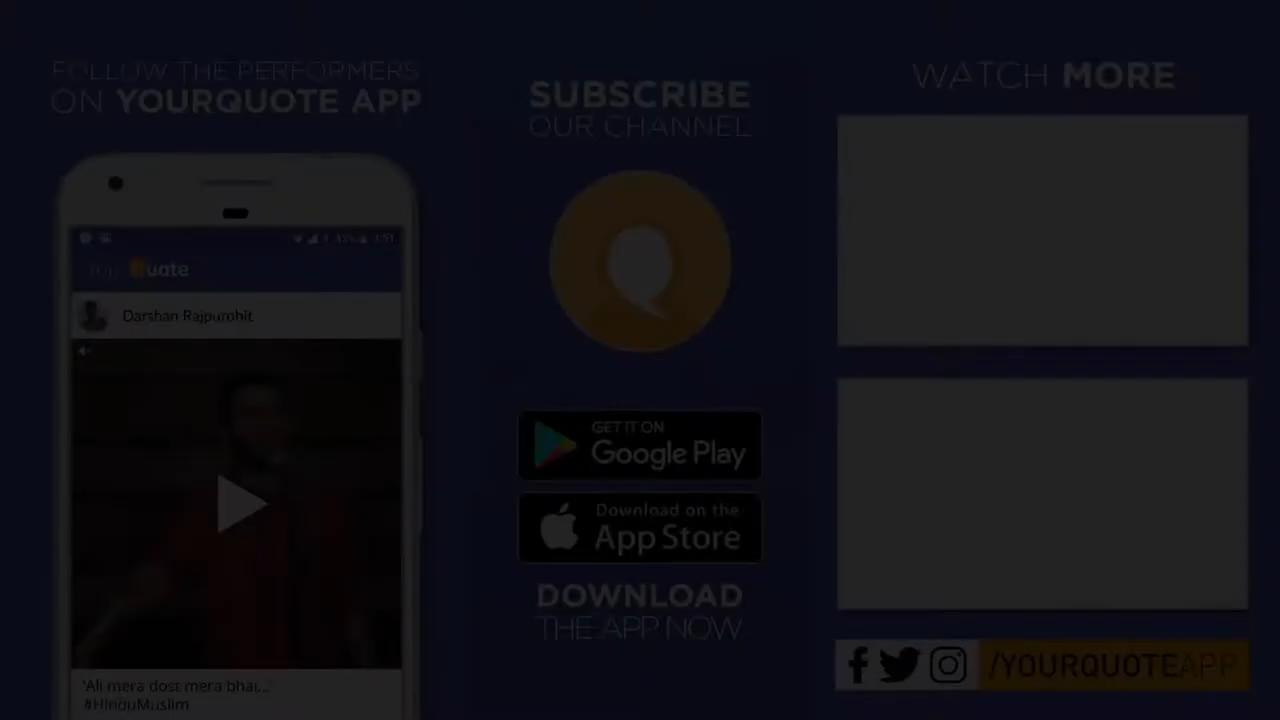 FOLLOW THE PERFORMERS
ON YOURQUOTE APP
uote
Darshan Rajpurohit
'Ali mera dost mera bhai...'
#HinduMuslim
SUBSCRIBE
OUR CHANNEL
GET IT ON
Google Play
Download on the
App Store
DOWNLOAD
THE APP NOW
WATCH MORE
/YOURQUOTEAPP